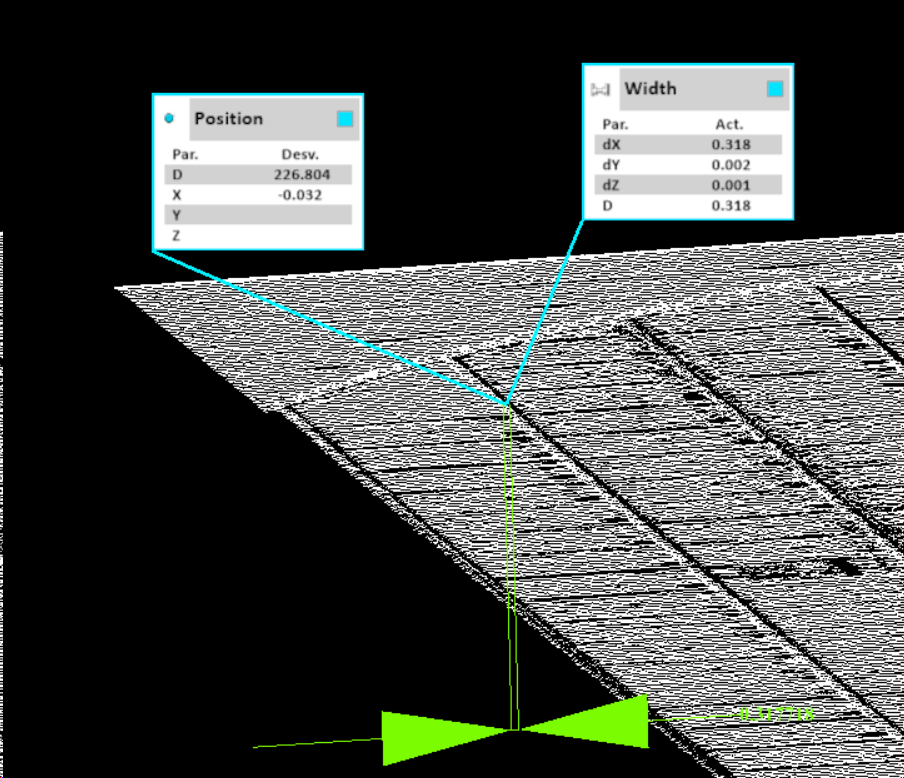 Position
Par. Desv.
D 226.804
X -0.032
Y
Z
Width
Par. Act.
dX 0.318
dY 0.002
dZ 0.001
D 0.318